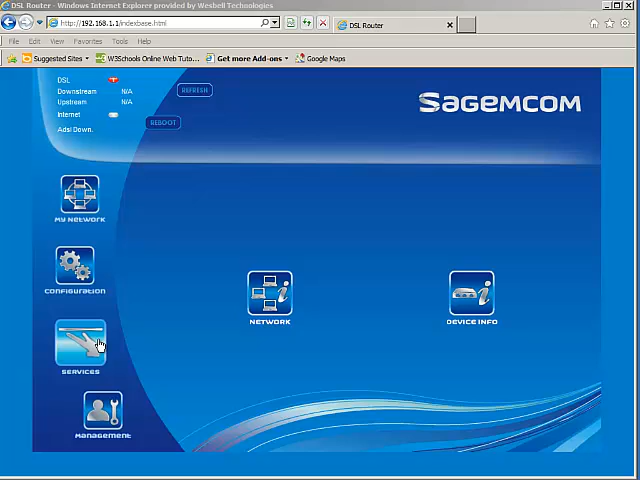 DSL Router - Windows Internet Explorer provided by Wesbell Technologies
http://192.168.1.1/indexbase.html
DSL Router
File Edit View Favorites Tools Help
Suggested Sites
W3Schools Online Web Tuto...
Get more Add-ons
Google Maps
DSL
Downstream N/A
Upstream N/A
Internet
Adsl Down.
REFRESH
REBOOT
SAGEMCOM
MY NETWORK
CONFIGURATION
SERVICES
MANAGEMENT
NETWORK
DEVICE INFO